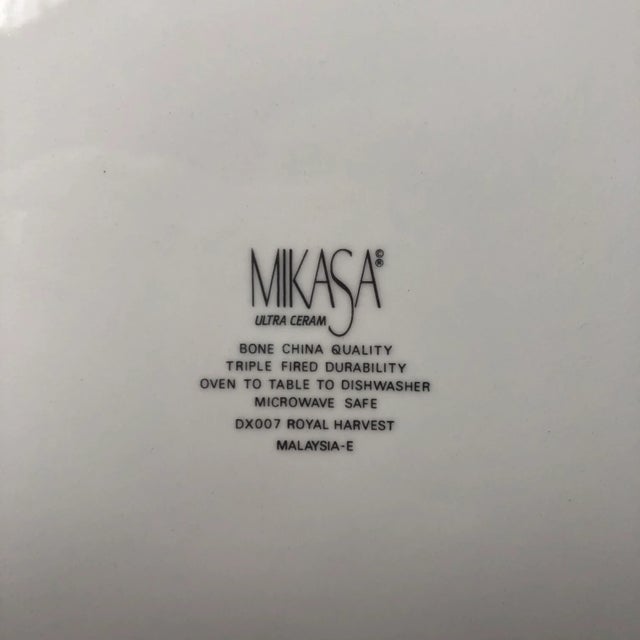 MIKASA©®
ULTRA CERAM
BONE CHINA QUALITY
TRIPLE FIRED DURABILITY
OVEN TO TABLE TO DISHWASHER
MICROWAVE SAFE
DX007 ROYAL HARVEST
MALAYSIA-E